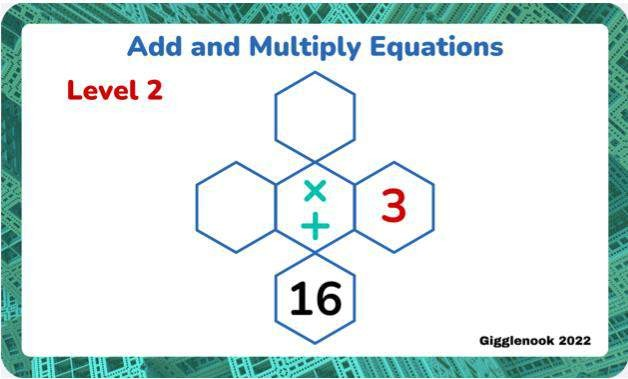 Add and Multiply Equations
Level 2
×
3
+
16
Gigglenook 2022